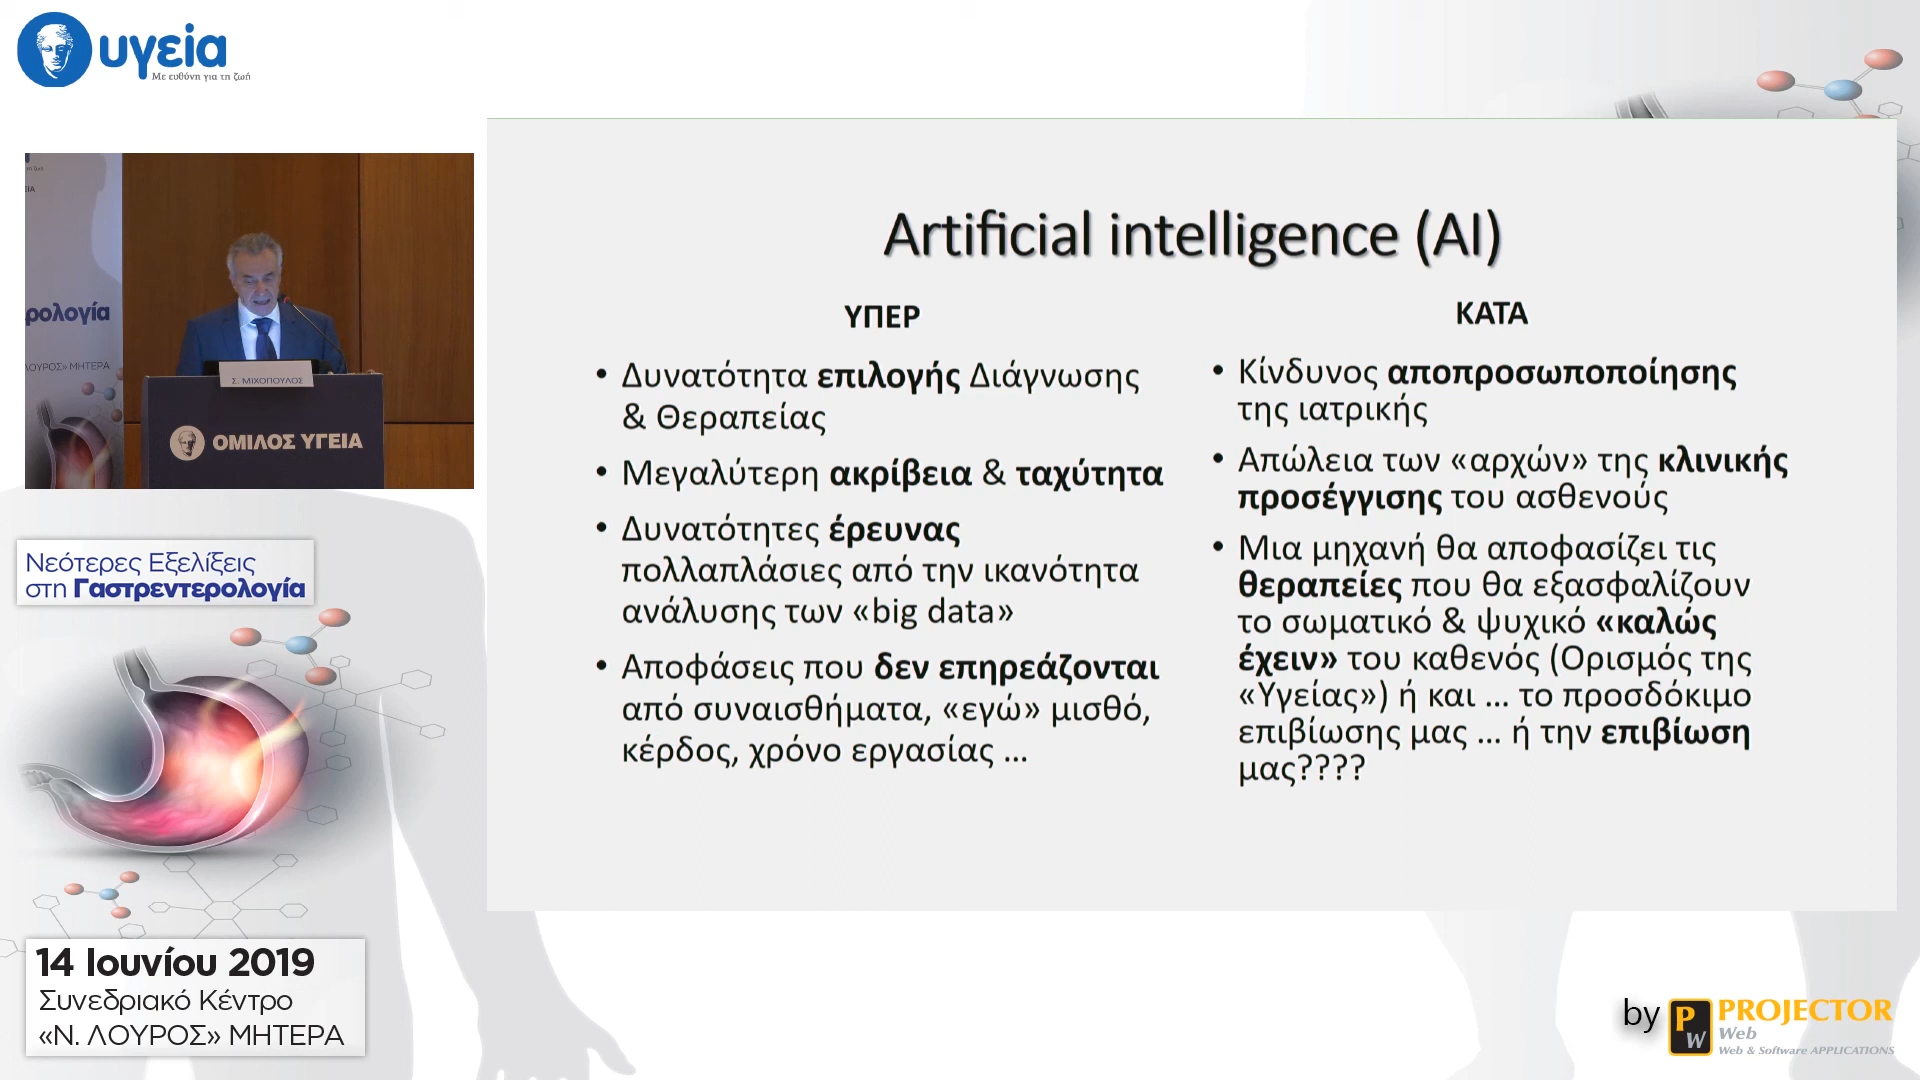 υγεία
Με ευθύνη για τη ζωή
ρολογία
ΛΟΥΡΟΣ» ΜΗΤΕΡΑ
Σ. ΜΙΧΟΠΟΥΛΟΣ
ΟΜΙΛΟΣ ΥΓΕΙΑ
Νεότερες Εξελίξεις
στη Γαστρεντερολογία
14 Ιουνίου 2019
Συνεδριακό Κέντρο
«Ν. ΛΟΥΡΟΣ» ΜΗΤΕΡΑ
Artificial intelligence (AI)
ΥΠΕΡ
• Δυνατότητα επιλογής Διάγνωσης
& Θεραπείας
• Μεγαλύτερη ακρίβεια & ταχύτητα
• Δυνατότητες έρευνας
πολλαπλάσιες από την ικανότητα
ανάλυσης των «big data»
• Αποφάσεις που δεν επηρεάζονται
από συναισθήματα, «εγώ» μισθό,
κέρδος, χρόνο εργασίας ...
ΚΑΤΑ
• Κίνδυνος αποπροσωποποίησης
της ιατρικής
• Απώλεια των «αρχών» της κλινικής
προσέγγισης του ασθενούς
• Μια μηχανή θα αποφασίζει τις
θεραπείες που θα εξασφαλίζουν
το σωματικό & ψυχικό «καλώς
έχειν» του καθενός (Ορισμός της
«Υγείας») ή και ... το προσδόκιμο
επιβίωσης μας ... ή την επιβίωση
μας????
by PROJECTOR
PW Web
Web & Software APPLICATIONS